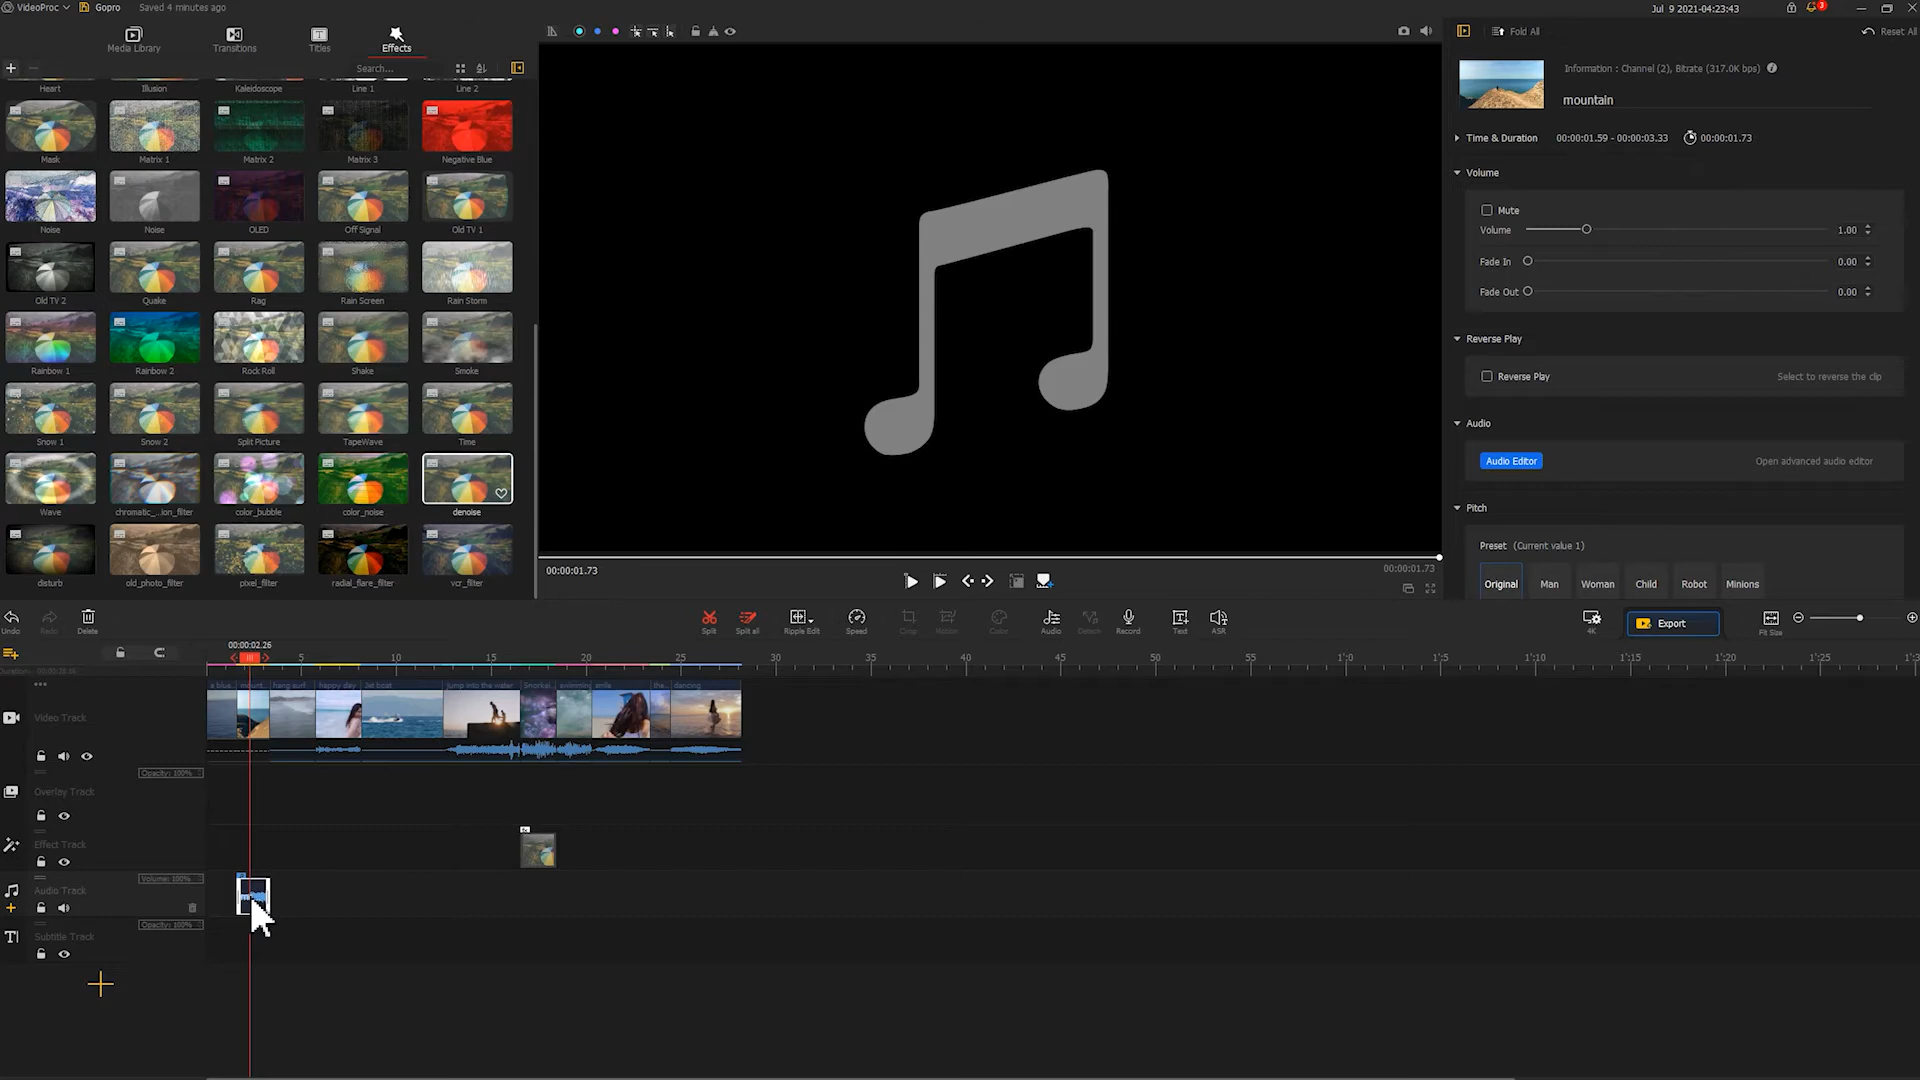 VideoProc
Gopro
Saved 4 minutes ago
Jul 9 2021-04:23:43
3
Media Library
Transitions
Titles
Effects
Search...
Fold All
Reset All
Information : Channel (2), Bitrate (317.0K bps)
mountain
Time & Duration
00:00:01.59 - 00:00:03.33
00:00:01.73
Volume
Mute
Volume
1.00
Fade In
0.00
Fade Out
0.00
Reverse Play
Reverse Play
Select to reverse the clip
Audio
Audio Editor
Open advanced audio editor
Pitch
Preset (Current value 1)
Original
Man
Woman
Child
Robot
Minions
Heart
Illusion
Kaleidoscope
Line 1
Line 2
Mask
Matrix 1
Matrix 2
Matrix 3
Negative Blue
Noise
Noise
OLED
Off Signal
Old TV 1
Old TV 2
Quake
Rag
Rain Screen
Rain Storm
Rainbow 1
Rainbow 2
Rock Roll
Shake
Smoke
Snow 1
Snow 2
Split Picture
TapeWave
Time
Wave
chromatic_...ion_filter
color_bubble
color_noise
denoise
disturb
old_photo_filter
pixel_filter
radial_flare_filter
vcr_filter
00:00:01.73
00:00:01.73
Undo
Redo
Delete
Split
Split all
Ripple Edit
Speed
Crop
Motion
Color
Audio
Detach
Record
Text
ASR
4K
Export
Fit Size
00:00:02.26
5
10
15
20
25
30
35
40
45
50
55
1'
1'5
1'10
1'15
1'20
1'25
a blue..
mount..
hang surf
happy day
Jet boat
jump into the water
Snorkel..
swimming
smile
the..
dancing
Video Track
Opacity: 100%
Overlay Track
Effect Track
Volume: 100%
Audio Track
Opacity: 100%
Subtitle Track